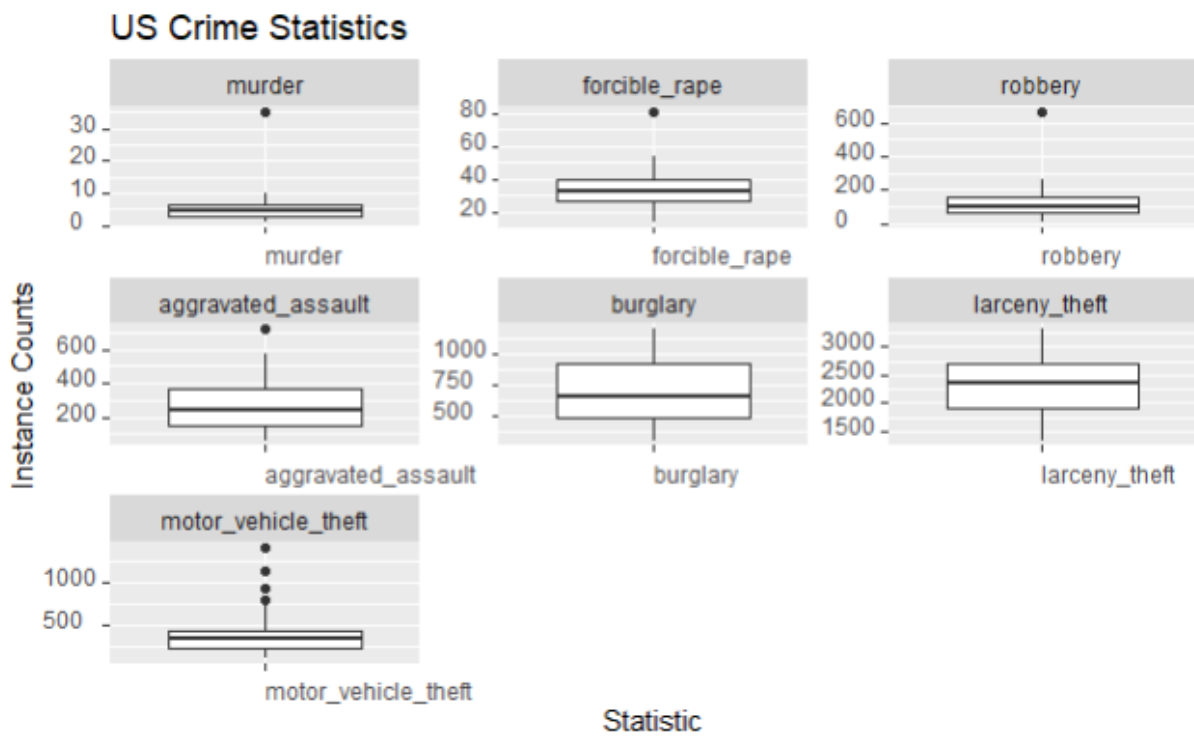 US Crime Statistics
murder
forcible_rape
robbery
30
20
10
0
80
60
40
20
600
400
200
0
murder
forcible_rape
robbery
aggravated_assault
burglary
larceny_theft
600
400
200
1000
750
500
3000
2500
2000
1500
aggravated_assault
burglary
larceny_theft
motor_vehicle_theft
1000
500
motor_vehicle_theft
Instance Counts
Statistic